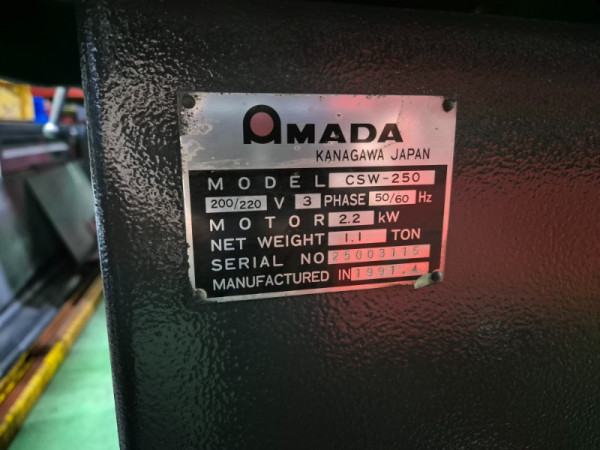 AMADA
KANAGAWA JAPAN
MODEL CSW-250
200/220 V 3 PHASE 50/60 Hz
MOTOR 2.2 kW
NET WEIGHT 1.1 TON
SERIAL NO 25003115
MANUFACTURED IN 1991.4